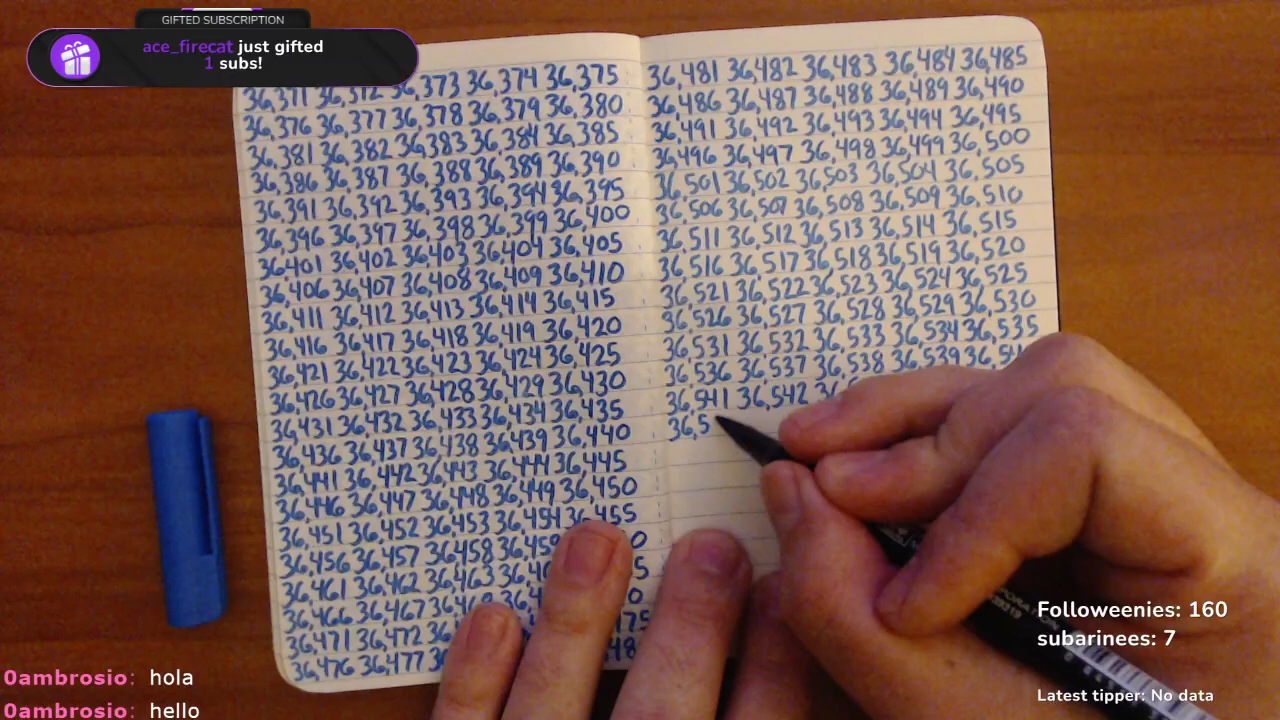 GIFTED SUBSCRIPTION
ace_firecat just gifted
1 subs!
36,371 36,372 36,373 36,374 36,375
36,376 36,377 36,378 36,379 36,380
36,381 36,382 36,383 36,384 36,385
36,386 36,387 36,388 36,389 36,390
36,391 36,392 36,393 36,394 36,395
36,396 36,397 36,398 36,399 36,400
36,401 36,402 36,403 36,404 36,405
36,406 36,407 36,408 36,409 36,410
36,411 36,412 36,413 36,414 36,415
36,416 36,417 36,418 36,419 36,420
36,421 36,422 36,423 36,424 36,425
36,426 36,427 36,428 36,429 36,430
36,431 36,432 36,433 36,434 36,435
36,436 36,437 36,438 36,439 36,440
36,441 36,442 36,443 36,444 36,445
36,446 36,447 36,448 36,449 36,450
36,451 36,452 36,453 36,454 36,455
36,456 36,457 36,458 36,459
36,461 36,462 36,463
36,466 36,467
36,471 36,472
36,476 36,477
36,481 36,482 36,483 36,484 36,485
36,486 36,487 36,488 36,489 36,490
36,491 36,492 36,493 36,494 36,495
36,496 36,497 36,498 36,499 36,500
36,501 36,502 36,503 36,504 36,505
36,506 36,507 36,508 36,509 36,510
36,511 36,512 36,513 36,514 36,515
36,516 36,517 36,518 36,519 36,520
36,521 36,522 36,523 36,524 36,525
36,526 36,527 36,528 36,529 36,530
36,531 36,532 36,533 36,534 36,535
36,536 36,537 36,538 36,539
36,541 36,542
36,5
Followeenies: 160
subarinees: 7
Latest tipper: No data
0ambrosio: hola
0ambrosio: hello